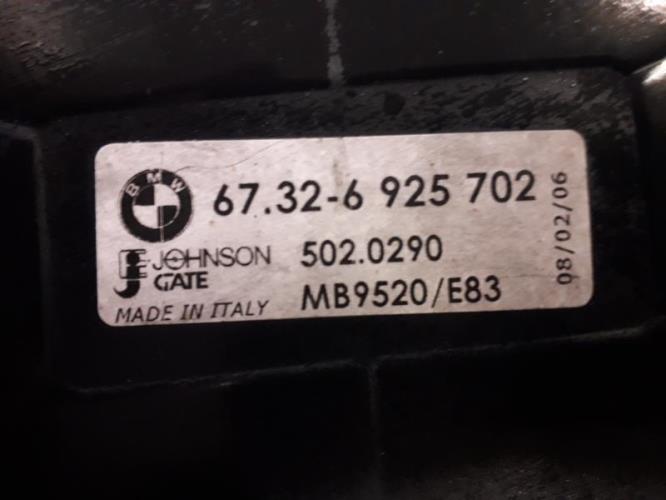 BMW
67.32-6 925 702
JOHNSON
GATE
502.0290
MADE IN ITALY
MB9520/E83
08/02/06